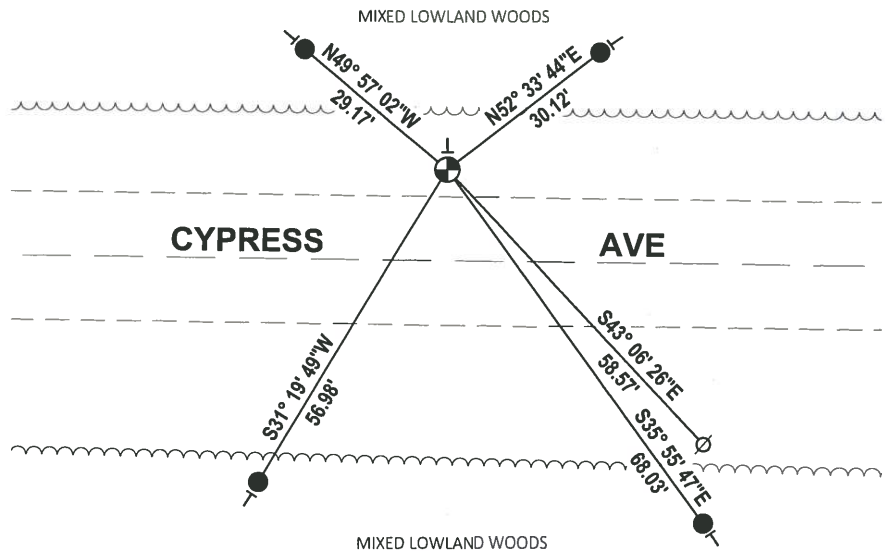 MIXED LOWLAND WOODS
N49° 57' 02"W
29.17'
N52° 33' 44"E
30.12'
CYPRESS AVE
S43° 06' 26"E
58.57'
S31° 19' 49"W
56.98'
S35° 55' 47"E
68.03'
MIXED LOWLAND WOODS